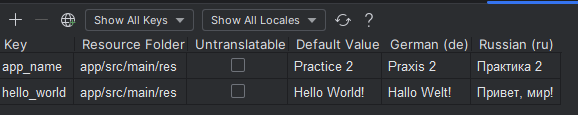 Show All Keys Show All Locales ?
Key Resource Folder Untranslatable Default Value German (de) Russian (ru)
app_name app/src/main/res Practice 2 Praxis 2 Практика 2
hello_world app/src/main/res Hello World! Hallo Welt! Привет, мир!